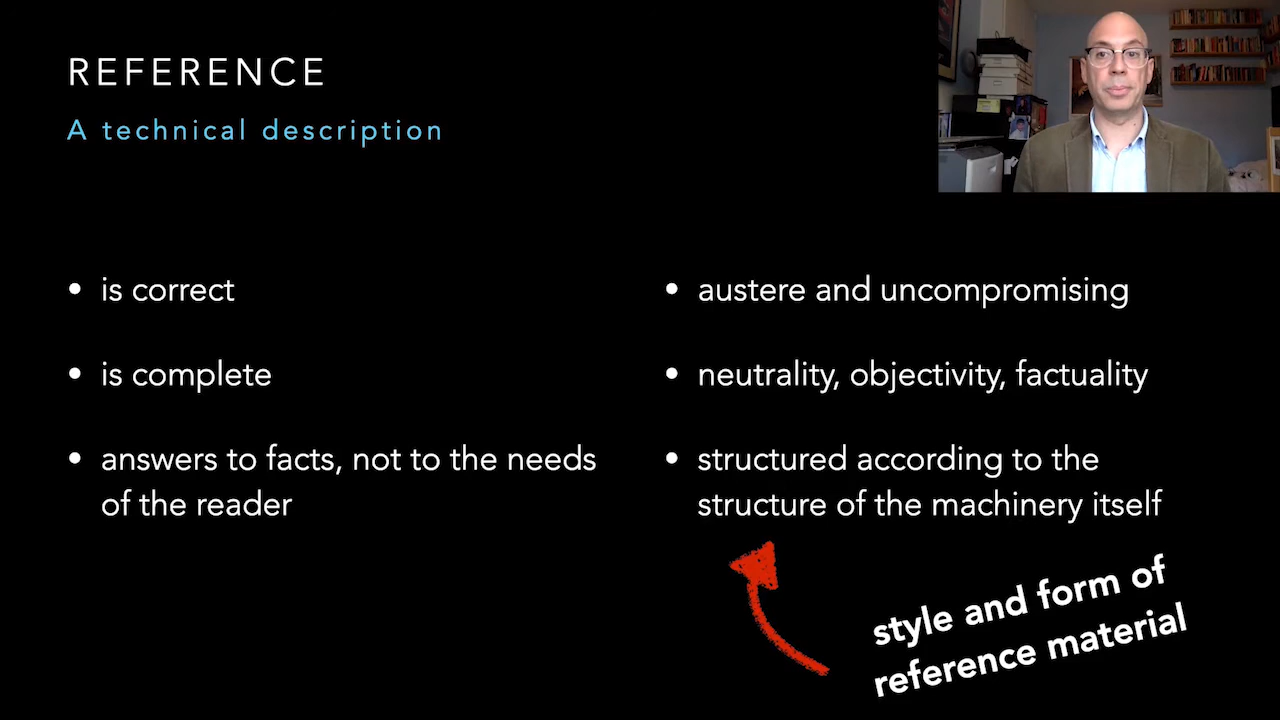 REFERENCE
A technical description
• is correct
• is complete
• answers to facts, not to the needs
of the reader
• austere and uncompromising
• neutrality, objectivity, factuality
• structured according to the
structure of the machinery itself
style and form of
reference material